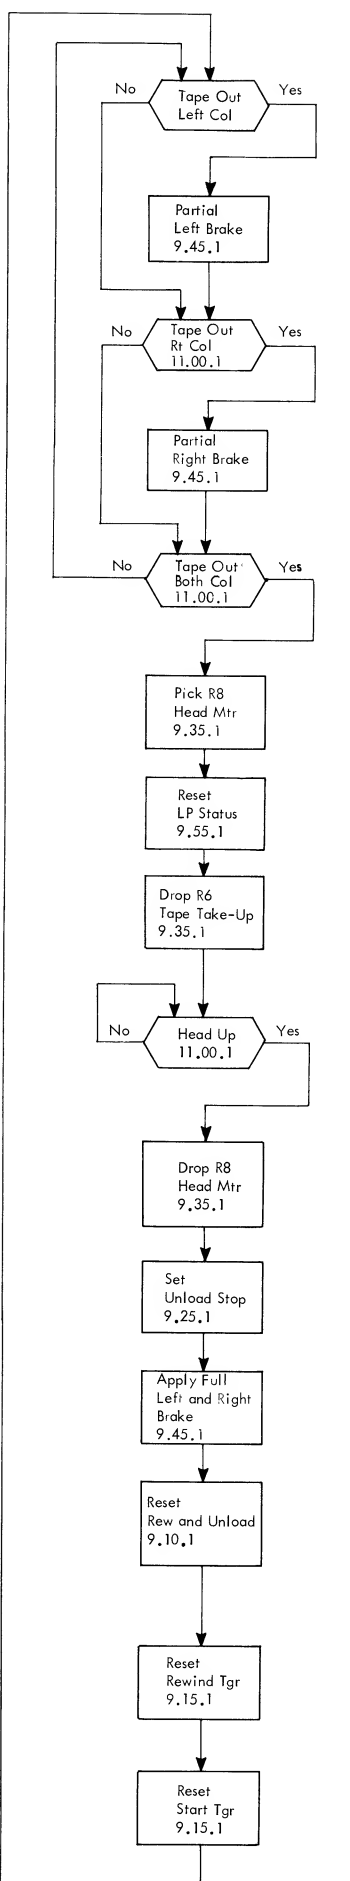 Tape Out
Left Col
No
Yes
Partial
Left Brake
9.45.1
Tape Out
Rt Col
11.00.1
No
Yes
Partial
Right Brake
9.45.1
Tape Out
Both Col
11.00.1
No
Yes
Pick R8
Head Mtr
9.35.1
Reset
LP Status
9.55.1
Drop R6
Tape Take-Up
9.35.1
Head Up
11.00.1
No
Yes
Drop R8
Head Mtr
9.35.1
Set
Unload Stop
9.25.1
Apply Full
Left and Right
Brake
9.45.1
Reset
Rew and Unload
9.10.1
Reset
Rewind Tgr
9.15.1
Reset
Start Tgr
9.15.1